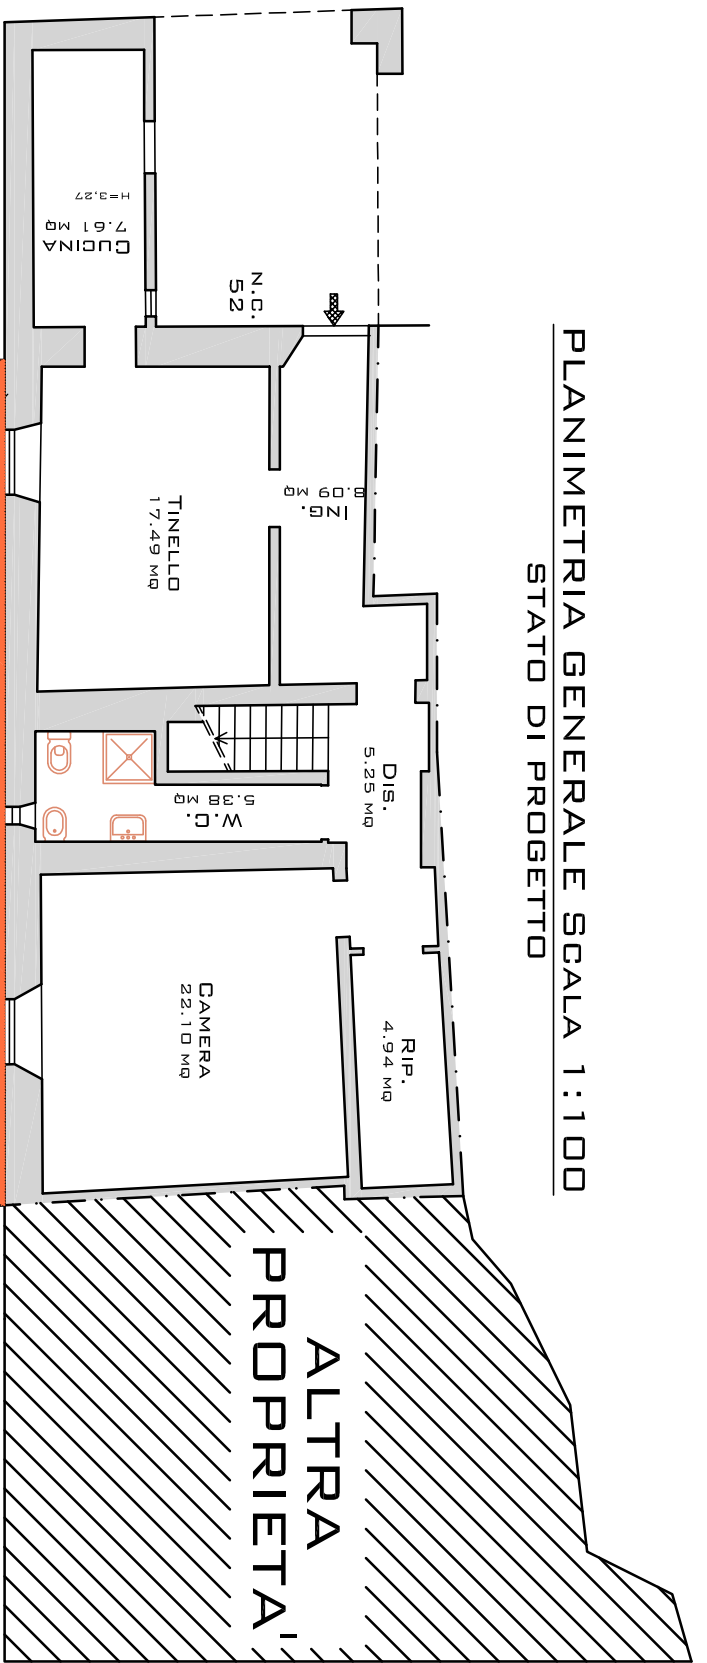 PLANIMETRIA GENERALE SCALA 1:100
STATO DI PROGETTO
H=3,27
7.61 MQ
CUCINA
N.C.
52
TINELLO
17.49 MQ
8.09 MQ
ING.
DIS.
5.25 MQ
5.38 MQ
W.C.
CAMERA
22.10 MQ
RIP.
4.94 MQ
ALTRA
PROPRIETA'